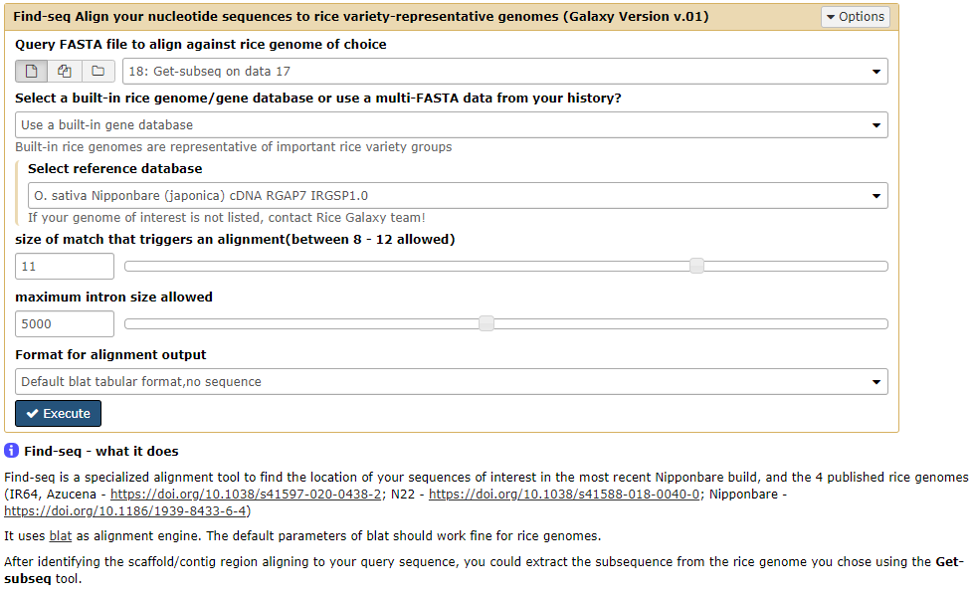 Find-seq Align your nucleotide sequences to rice variety-representative genomes (Galaxy Version v.01)
Options
Query FASTA file to align against rice genome of choice
18: Get-subseq on data 17
Select a built-in rice genome/gene database or use a multi-FASTA data from your history?
Use a built-in gene database
Built-in rice genomes are representative of important rice variety groups
Select reference database
O. sativa Nipponbare (japonica) cDNA RGAP7 IRGSP1.0
If your genome of interest is not listed, contact Rice Galaxy team!
size of match that triggers an alignment(between 8 - 12 allowed)
11
maximum intron size allowed
5000
Format for alignment output
Default blat tabular format,no sequence
Execute
Find-seq - what it does
Find-seq is a specialized alignment tool to find the location of your sequences of interest in the most recent Nipponbare build, and the 4 published rice genomes
(IR64, Azucena - https://doi.org/10.1038/s41597-020-0438-2; N22 - https://doi.org/10.1038/s41588-018-0040-0; Nipponbare -
https://doi.org/10.1186/1939-8433-6-4)
It uses blat as alignment engine. The default parameters of blat should work fine for rice genomes.
After identifying the scaffold/contig region aligning to your query sequence, you could extract the subsequence from the rice genome you chose using the Get-
subseq tool.